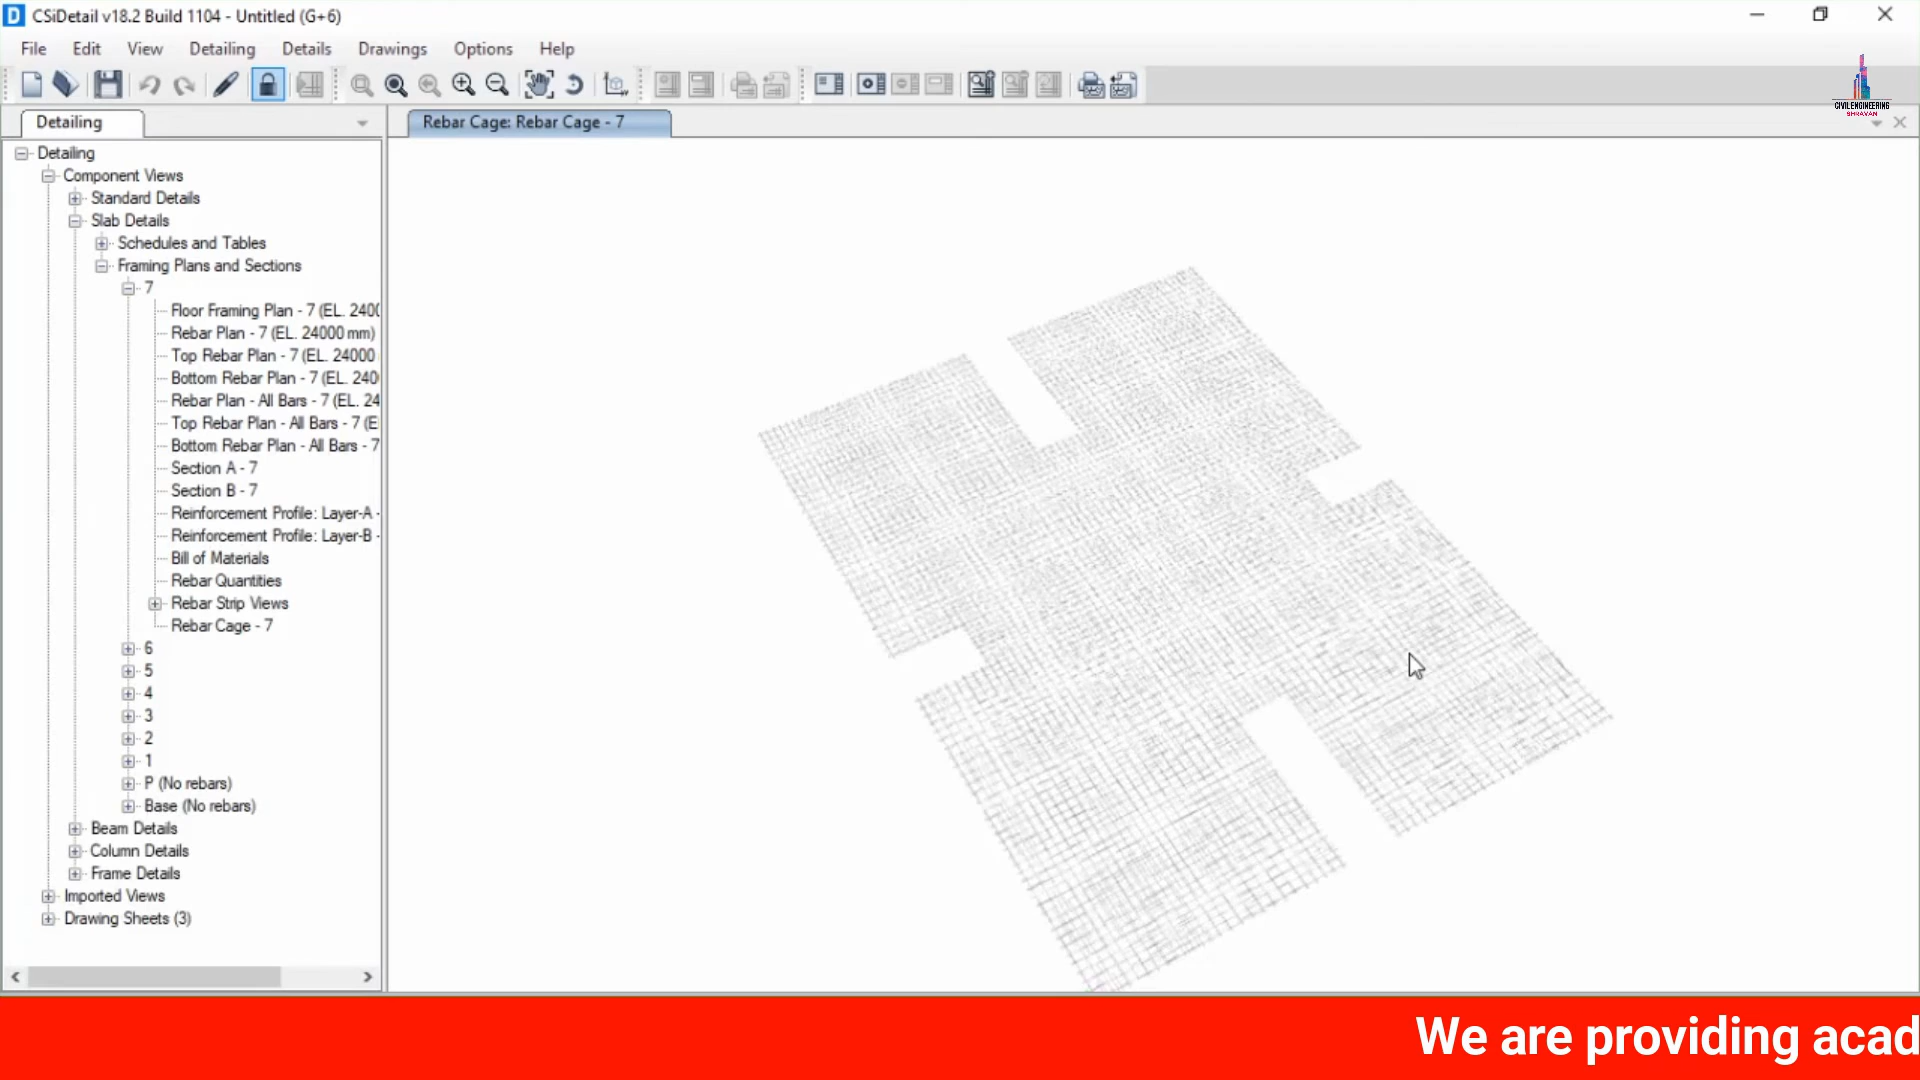 CSiDetail v18.2 Build 1104 - Untitled (G+6)
File Edit View Detailing Details Drawings Options Help
CIVIL ENGINEERING
SHRAVAN
Detailing
Rebar Cage: Rebar Cage - 7
Detailing
Component Views
Standard Details
Slab Details
Schedules and Tables
Framing Plans and Sections
7
Floor Framing Plan - 7 (EL. 2400
Rebar Plan - 7 (EL. 24000 mm)
Top Rebar Plan - 7 (EL. 24000
Bottom Rebar Plan - 7 (EL. 240
Rebar Plan - All Bars - 7 (EL. 24
Top Rebar Plan - All Bars - 7 (E
Bottom Rebar Plan - All Bars - 7
Section A - 7
Section B - 7
Reinforcement Profile: Layer-A -
Reinforcement Profile: Layer-B -
Bill of Materials
Rebar Quantities
Rebar Strip Views
Rebar Cage - 7
6
5
4
3
2
1
P (No rebars)
Base (No rebars)
Beam Details
Column Details
Frame Details
Imported Views
Drawing Sheets (3)
We are providing acad